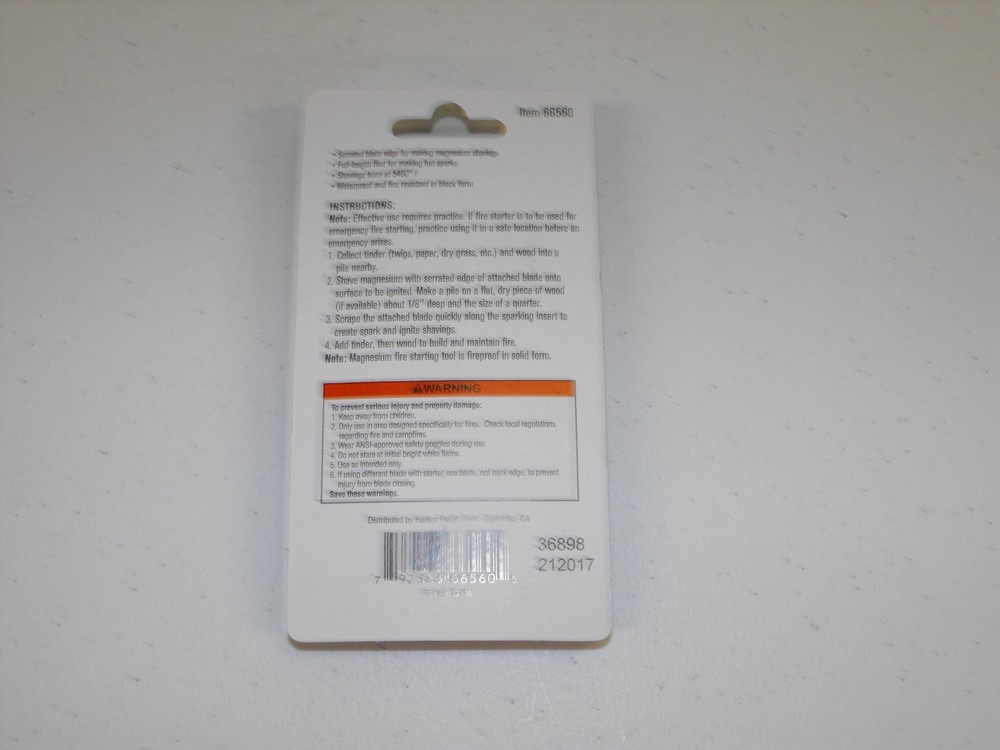 Item 66560
• Serrated blade edge for making magnesium shavings
• Full-length flint for making hot sparks
• Shavings burn at 5400° F
• Waterproof and fire resistant in block form
INSTRUCTIONS:
Note: Effective use requires practice. If fire starter is to be used for
emergency fire starting, practice using it in a safe location before an
emergency arises.
1. Collect tinder (twigs, paper, dry grass, etc.) and wood into a
pile nearby.
2. Shave magnesium with serrated edge of attached blade onto
surface to be ignited. Make a pile on a flat, dry piece of wood
(if available) about 1/8" deep and the size of a quarter.
3. Scrape the attached blade quickly along the sparking insert to
create spark and ignite shavings.
4. Add tinder, then wood to build and maintain fire.
Note: Magnesium fire starting tool is fireproof in solid form.
⚠WARNING
To prevent serious injury and property damage:
1. Keep away from children.
2. Only use in area designed specifically for fires. Check local regulations
regarding fire and campfires.
3. Wear ANSI-approved safety goggles during use.
4. Do not stare at initial bright white flame.
5. Use as intended only.
6. If using different blade with starter, use blade, not back edge, to prevent
injury from blade closing.
Save these warnings.
Distributed by Harbor Freight CA
36898
212017
7 66560